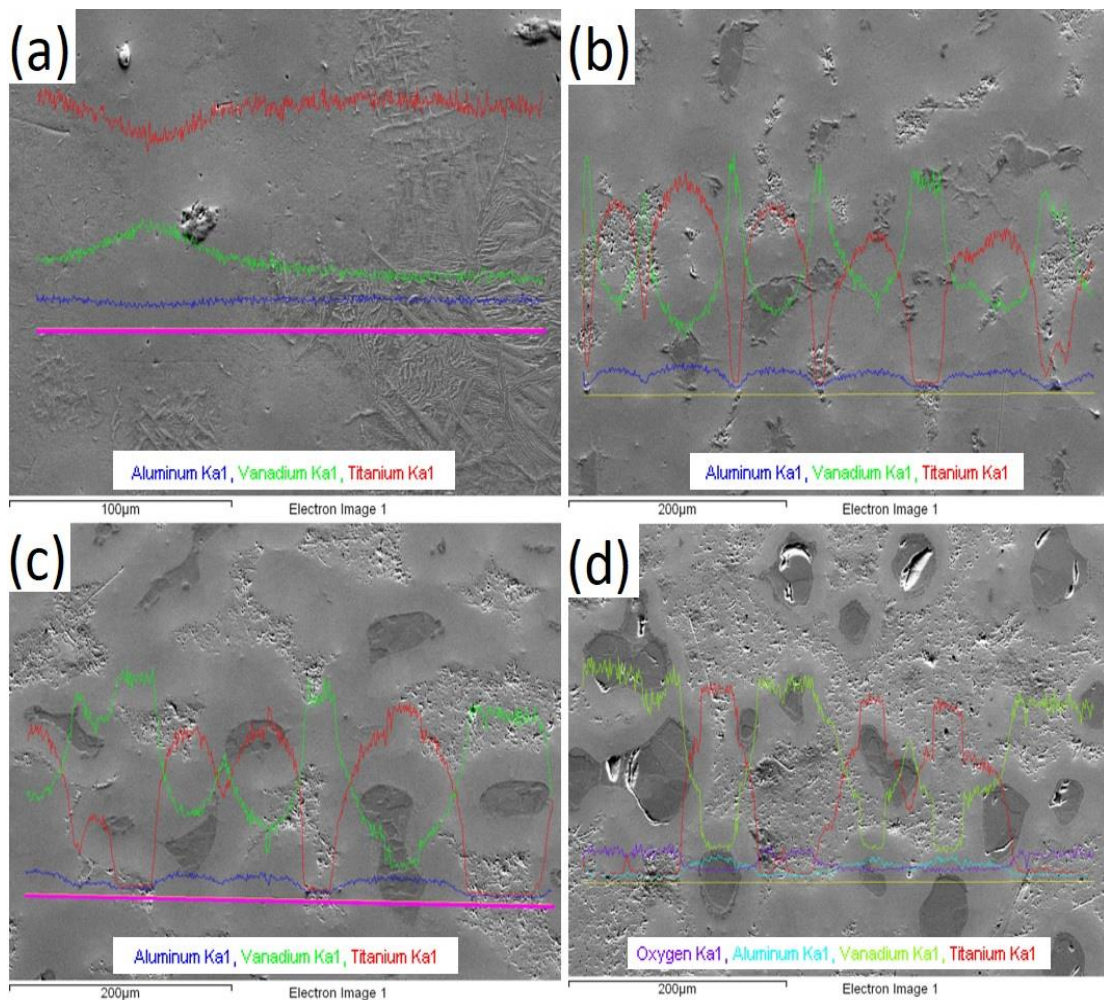 (a)
Aluminum Ka1, Vanadium Ka1, Titanium Ka1
100µm
Electron Image 1
(b)
Aluminum Ka1, Vanadium Ka1, Titanium Ka1
200µm
Electron Image 1
(c)
Aluminum Ka1, Vanadium Ka1, Titanium Ka1
200µm
Electron Image 1
(d)
Oxygen Ka1, Aluminum Ka1, Vanadium Ka1, Titanium Ka1
200µm
Electron Image 1